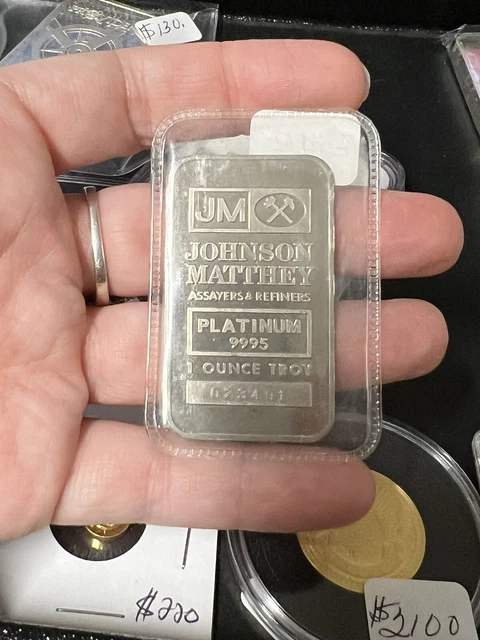 $130.
JM
JOHNSON
MATTHEY
ASSAYERS & REFINERS
PLATINUM
9995
1 OUNCE TROY
$220
$2100